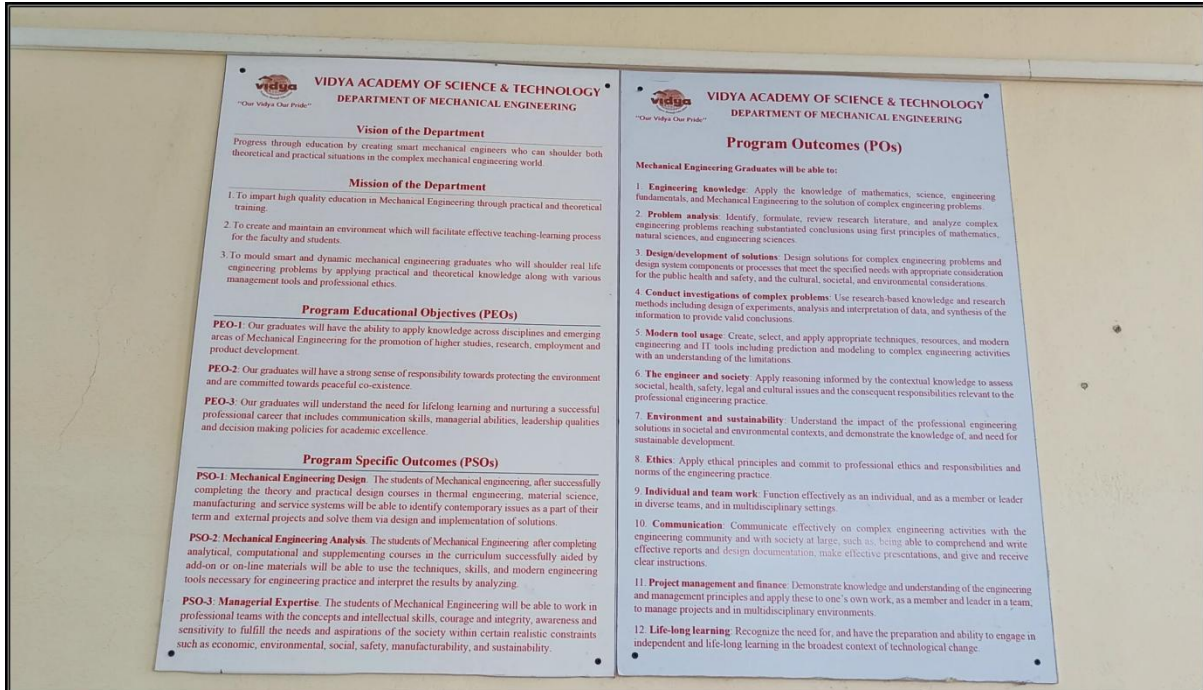 vidya
"Our Vidya Our Pride"
VIDYA ACADEMY OF SCIENCE & TECHNOLOGY
DEPARTMENT OF MECHANICAL ENGINEERING
Vision of the Department
Progress through education by creating smart mechanical engineers who can shoulder both
theoretical and practical situations in the complex mechanical engineering world.
Mission of the Department
1. To impart high quality education in Mechanical Engineering through practical and theoretical
training.
2. To create and maintain an environment which will facilitate effective teaching-learning process
for the faculty and students.
3. To mould smart and dynamic mechanical engineering graduates who will shoulder real life
engineering problems by applying practical and theoretical knowledge along with various
management tools and professional ethics.
Program Educational Objectives (PEOs)
PEO-1: Our graduates will have the ability to apply knowledge across disciplines and emerging
areas of Mechanical Engineering for the promotion of higher studies, research, employment and
product development.
PEO-2: Our graduates will have a strong sense of responsibility towards protecting the environment
and are committed towards peaceful co-existence.
PEO-3: Our graduates will understand the need for lifelong learning and nurturing a successful
professional career that includes communication skills, managerial abilities, leadership qualities
and decision making policies for academic excellence.
Program Specific Outcomes (PSOs)
PSO-1: Mechanical Engineering Design. The students of Mechanical engineering, after successfully
completing the theory and practical design courses in thermal engineering, material science,
manufacturing and service systems will be able to identify contemporary issues as a part of their
term and external projects and solve them via design and implementation of solutions.
PSO-2: Mechanical Engineering Analysis. The students of Mechanical Engineering after completing
analytical, computational and supplementing courses in the curriculum successfully aided by
add-on or on-line materials will be able to use the techniques, skills, and modern engineering
tools necessary for engineering practice and interpret the results by analyzing.
PSO-3: Managerial Expertise. The students of Mechanical Engineering will be able to work in
professional teams with the concepts and intellectual skills, courage and integrity, awareness and
sensitivity to fulfill the needs and aspirations of the society within certain realistic constraints
such as economic, environmental, social, safety, manufacturability, and sustainability.
vidya
"Our Vidya Our Pride"
VIDYA ACADEMY OF SCIENCE & TECHNOLOGY
DEPARTMENT OF MECHANICAL ENGINEERING
Program Outcomes (POs)
Mechanical Engineering Graduates will be able to:
1. Engineering knowledge: Apply the knowledge of mathematics, science, engineering
fundamentals, and Mechanical Engineering to the solution of complex engineering problems.
2. Problem analysis: Identify, formulate, review research literature, and analyze complex
engineering problems reaching substantiated conclusions using first principles of mathematics,
natural sciences, and engineering sciences.
3. Design/development of solutions: Design solutions for complex engineering problems and
design system components or processes that meet the specified needs with appropriate consideration
for the public health and safety, and the cultural, societal, and environmental considerations.
4. Conduct investigations of complex problems: Use research-based knowledge and research
methods including design of experiments, analysis and interpretation of data, and synthesis of the
information to provide valid conclusions.
5. Modern tool usage: Create, select, and apply appropriate techniques, resources, and modern
engineering and IT tools including prediction and modeling to complex engineering activities
with an understanding of the limitations.
6. The engineer and society: Apply reasoning informed by the contextual knowledge to assess
societal, health, safety, legal and cultural issues and the consequent responsibilities relevant to the
professional engineering practice.
7. Environment and sustainability: Understand the impact of the professional engineering
solutions in societal and environmental contexts, and demonstrate the knowledge of, and need for
sustainable development.
8. Ethics: Apply ethical principles and commit to professional ethics and responsibilities and
norms of the engineering practice.
9. Individual and team work: Function effectively as an individual, and as a member or leader
in diverse teams, and in multidisciplinary settings.
10. Communication: Communicate effectively on complex engineering activities with the
engineering community and with society at large, such as, being able to comprehend and write
effective reports and design documentation, make effective presentations, and give and receive
clear instructions.
11. Project management and finance: Demonstrate knowledge and understanding of the engineering
and management principles and apply these to one's own work, as a member and leader in a team,
to manage projects and in multidisciplinary environments.
12. Life-long learning: Recognize the need for, and have the preparation and ability to engage in
independent and life-long learning in the broadest context of technological change.